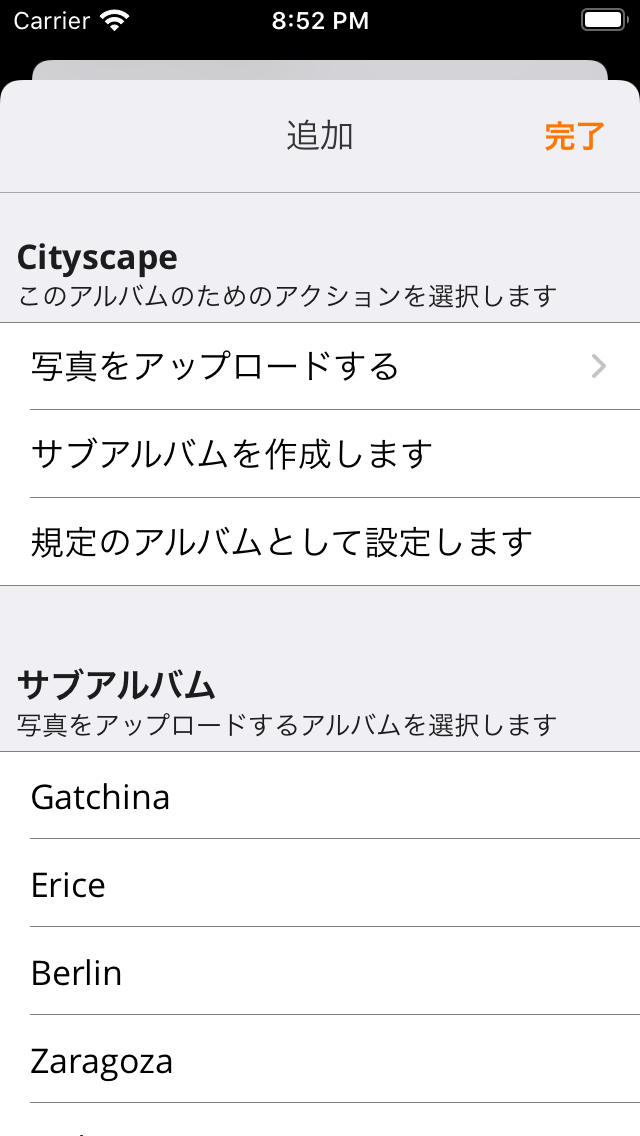 Carrier 8:52 PM
追加 完了
Cityscape
このアルバムのためのアクションを選択します
写真をアップロードする
サブアルバムを作成します
規定のアルバムとして設定します
サブアルバム
写真をアップロードするアルバムを選択します
Gatchina
Erice
Berlin
Zaragoza